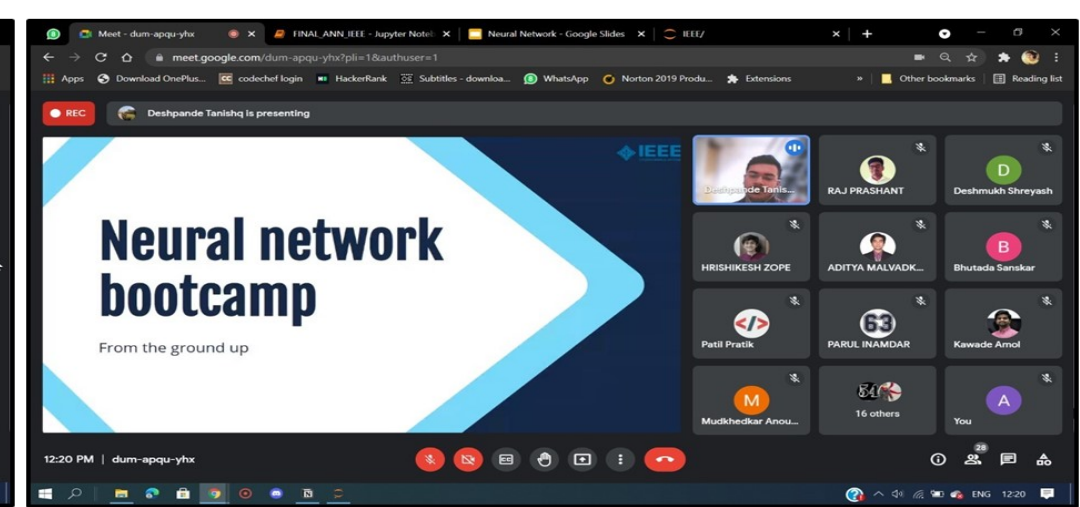 Meet - dum-apqu-yhx
FINAL_ANN_IEEE - Jupyter Noteb
Neural Network - Google Slides
IEEE/
meet.google.com/dum-apqu-yhx?pli=1&authuser=1
Apps
Download OnePlus...
codechef login
HackerRank
Subtitles - downloa...
WhatsApp
Norton 2019 Produ...
Extensions
»
Other bookmarks
Reading list
REC
Deshpande Tanishq is presenting
IEEE
Neural network
bootcamp
From the ground up
Deshpande Tanis...
RAJ PRASHANT
D
Deshmukh Shreyash
HRISHIKESH ZOPE
ADITYA MALVADK...
B
Bhutada Sanskar
</>
Patil Pratik
63
PARUL INAMDAR
Kawade Amol
M
Mudkhedkar Anou...
16 others
A
You
12:20 PM | dum-apqu-yhx
28
ENG
12:20